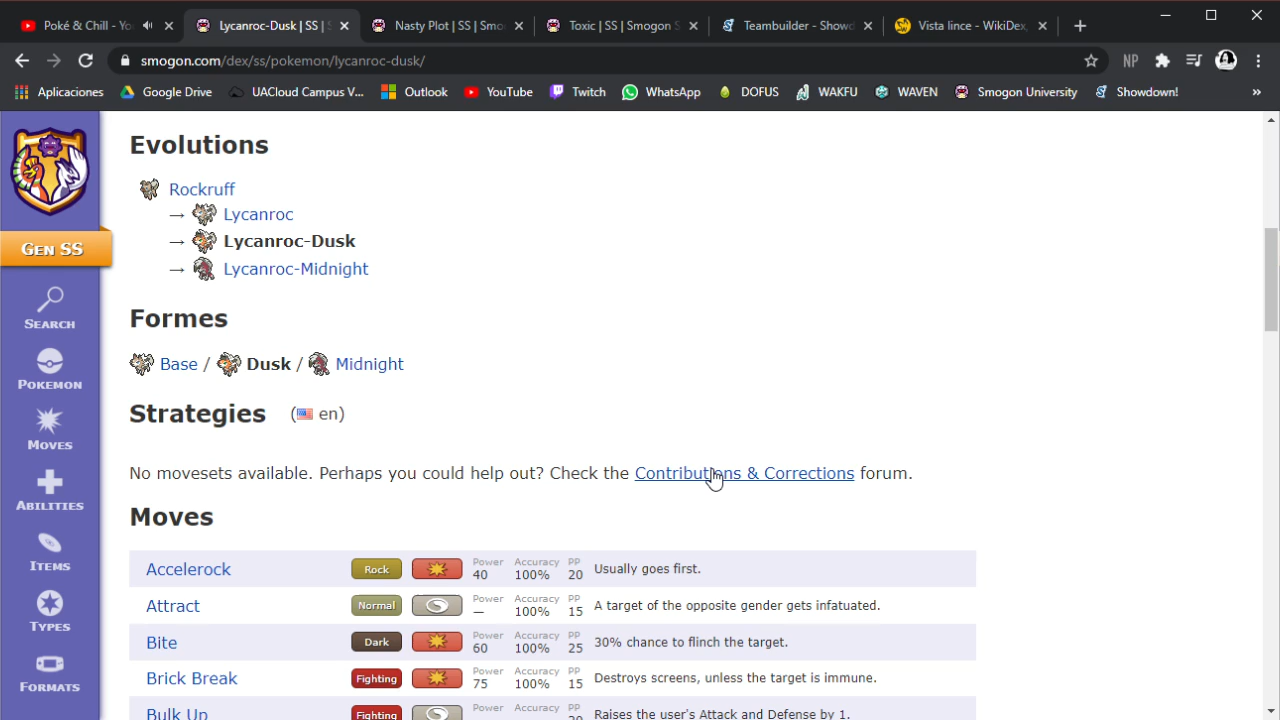 Poké & Chill - Yo
Lycanroc-Dusk | SS | S
Nasty Plot | SS | Smo
Toxic | SS | Smogon S
Teambuilder - Showd
Vista lince - WikiDex,
smogon.com/dex/ss/pokemon/lycanroc-dusk/
NP
Aplicaciones
Google Drive
UACloud Campus V...
Outlook
YouTube
Twitch
WhatsApp
DOFUS
WAKFU
WAVEN
Smogon University
Showdown!
»
GEN SS
SEARCH
POKEMON
MOVES
ABILITIES
ITEMS
TYPES
FORMATS
Evolutions
Rockruff
→ Lycanroc
→ Lycanroc-Dusk
→ Lycanroc-Midnight
Formes
Base / Dusk / Midnight
Strategies (en)
No movesets available. Perhaps you could help out? Check the Contributions & Corrections forum.
Moves
Accelerock Rock Power 40 Accuracy 100% PP 20 Usually goes first.
Attract Normal Power — Accuracy 100% PP 15 A target of the opposite gender gets infatuated.
Bite Dark Power 60 Accuracy 100% PP 25 30% chance to flinch the target.
Brick Break Fighting Power 75 Accuracy 100% PP 15 Destroys screens, unless the target is immune.
Bulk Up Fighting Power Accuracy PP 20 Raises the user's Attack and Defense by 1.